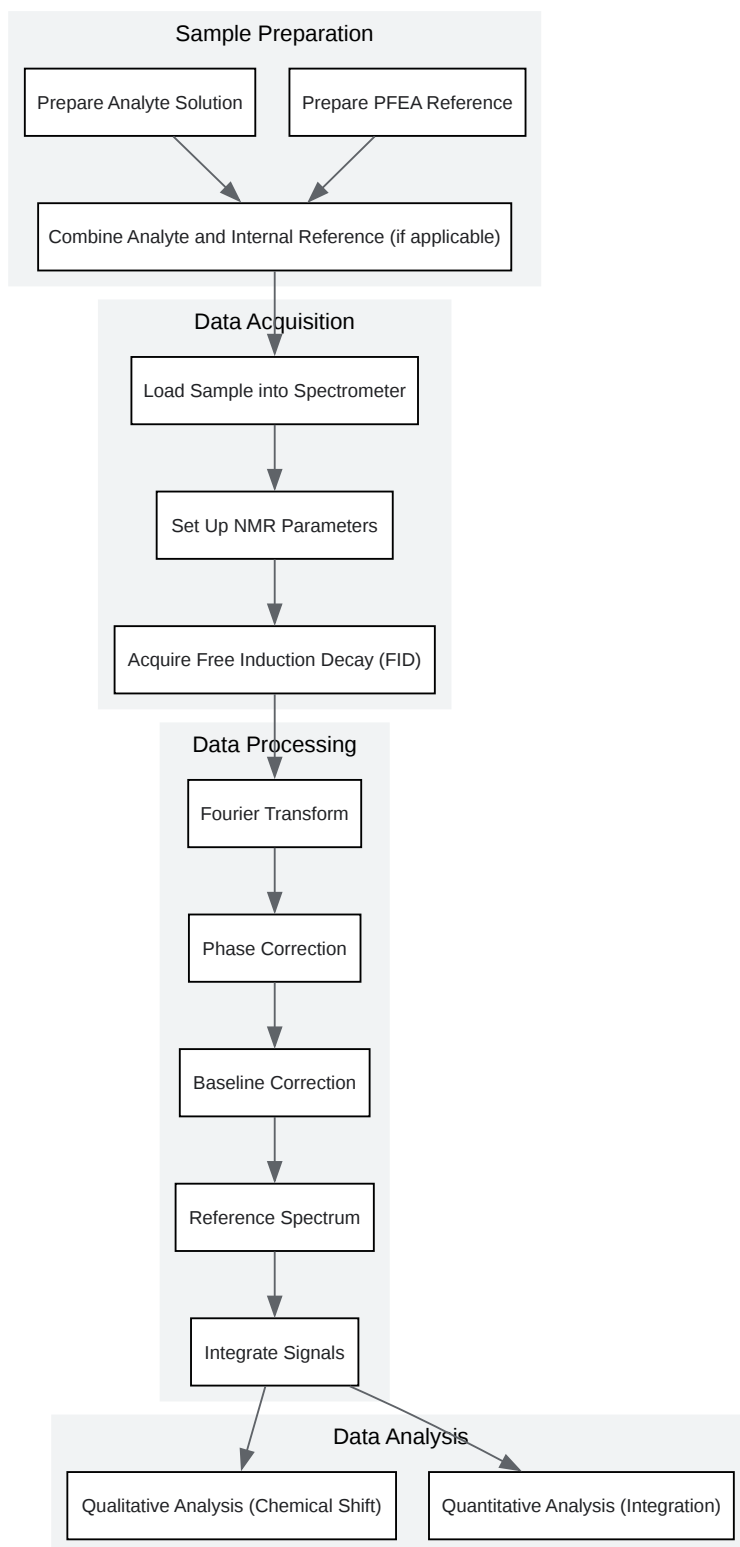 Sample Preparation
Prepare Analyte Solution
Prepare PFEA Reference
Combine Analyte and Internal Reference (if applicable)
Data Acquisition
Load Sample into Spectrometer
Set Up NMR Parameters
Acquire Free Induction Decay (FID)
Data Processing
Fourier Transform
Phase Correction
Baseline Correction
Reference Spectrum
Integrate Signals
Data Analysis
Qualitative Analysis (Chemical Shift)
Quantitative Analysis (Integration)